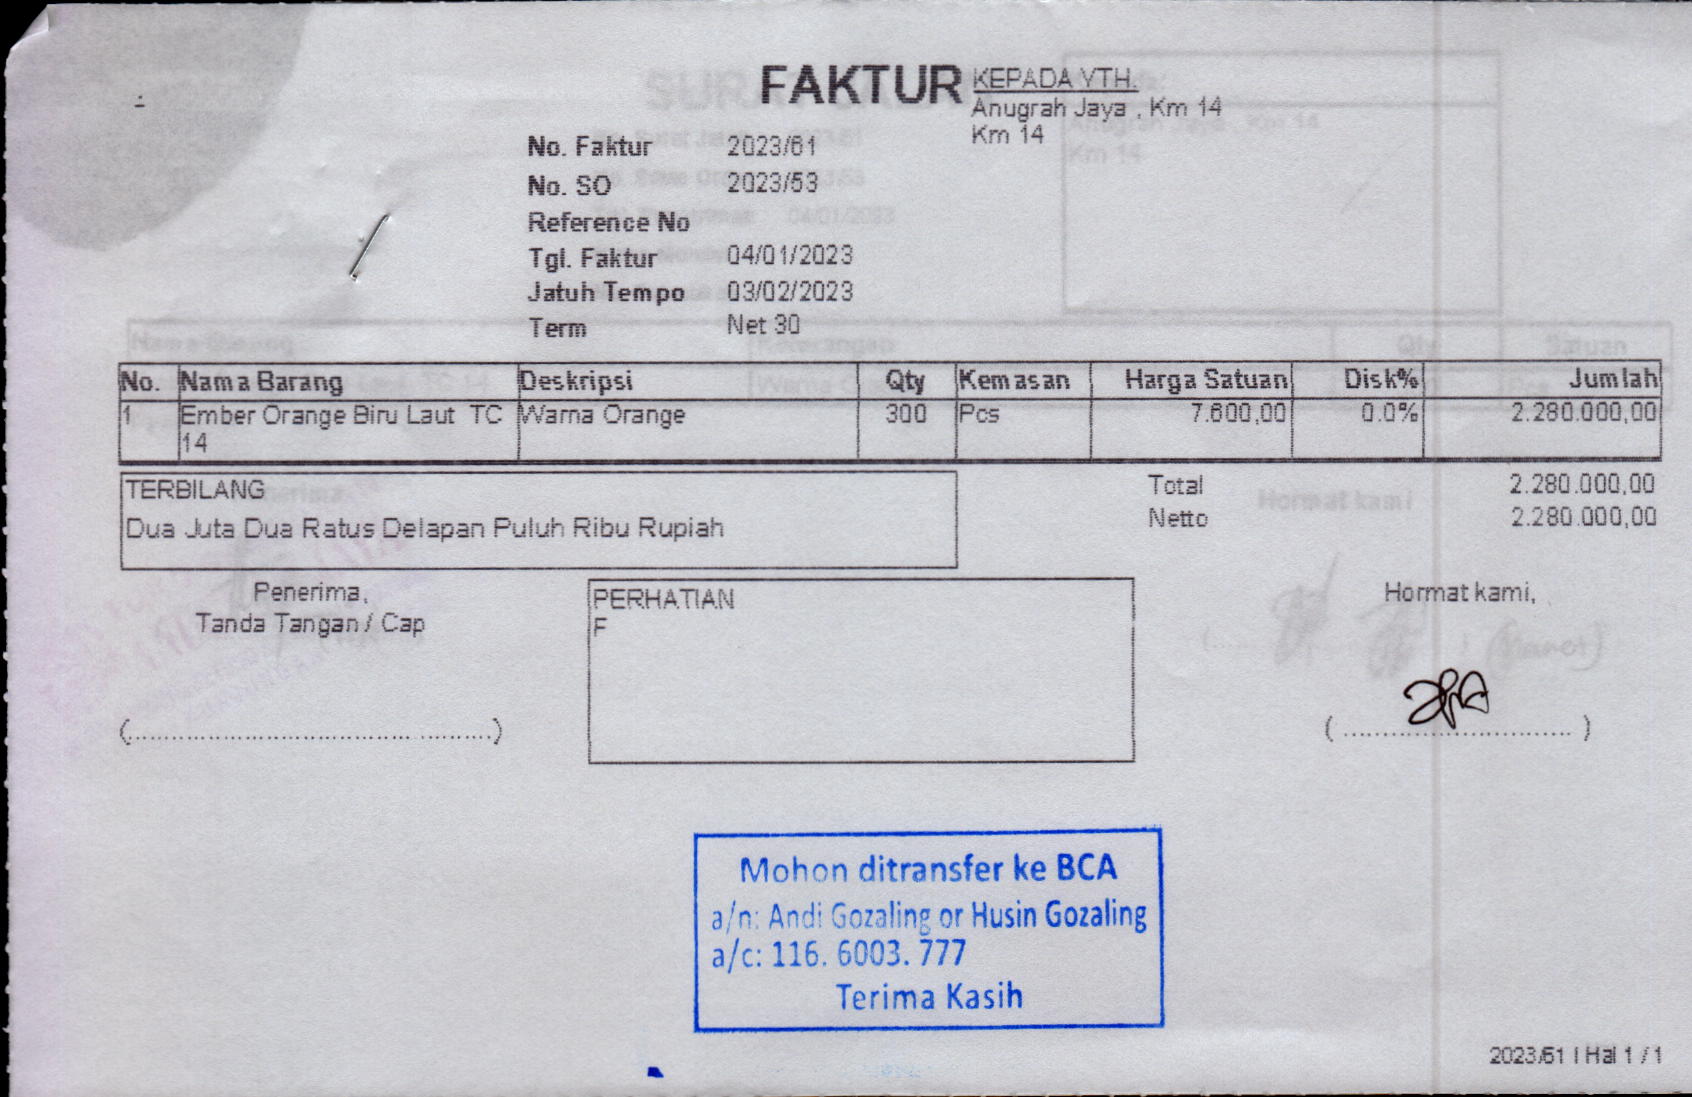 FAKTUR
KEPADA YTH.
Anugrah Jaya , Km 14
Km 14
No. Faktur 2023/61
No. SO 2023/53
Reference No
Tgl. Faktur 04/01/2023
Jatuh Tempo 03/02/2023
Term Net 30
No. Nama Barang Deskripsi Qty Kemasan Harga Satuan Disk% Jumlah
1 Ember Orange Biru Laut TC Warna Orange 300 Pcs 7.600,00 0.0% 2.280.000,00
14
TERBILANG
Dua Juta Dua Ratus Delapan Puluh Ribu Rupiah
Total 2.280.000,00
Netto 2.280.000,00
Penerima,
Tanda Tangan / Cap
(..........................................................)
PERHATIAN
F
Hormat kami,
( ................................ )
Mohon ditransfer ke BCA
a/n: Andi Gozaling or Husin Gozaling
a/c: 116. 6003. 777
Terima Kasih
2023/61 | Hal 1 / 1